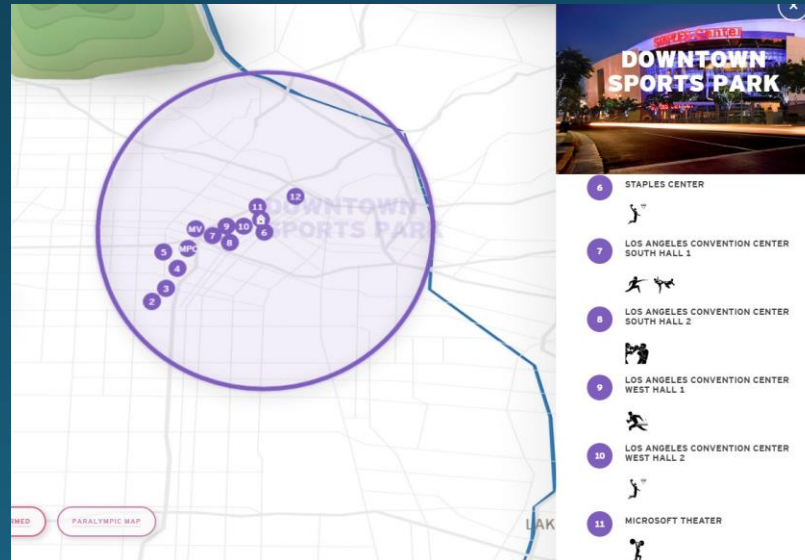 STAPLES Center
DOWNTOWN
SPORTS PARK
X
6 STAPLES CENTER
7 LOS ANGELES CONVENTION CENTER
SOUTH HALL 1
8 LOS ANGELES CONVENTION CENTER
SOUTH HALL 2
9 LOS ANGELES CONVENTION CENTER
WEST HALL 1
10 LOS ANGELES CONVENTION CENTER
WEST HALL 2
11 MICROSOFT THEATER
DOWNTOWN
SPORTS PARK
12
11
MV
9
10
7
6
8
5
MPC
4
3
2
RMED
PARALYMPIC MAP
LAK